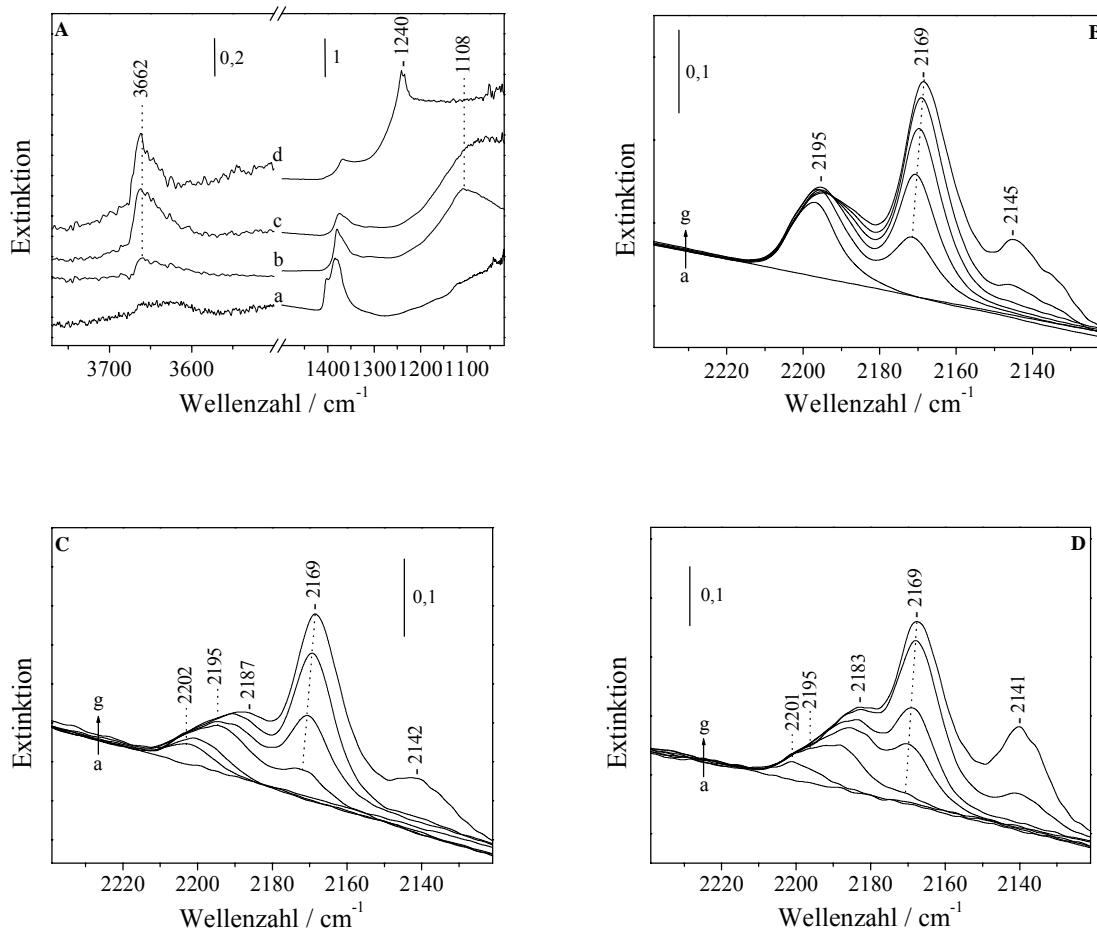 A
0,2
1
3662
1240
1108
d
c
b
a
Extinktion
3700 3600 1400 1300 1200 1100
Wellenzahl / cm-1
B
0,1
2195
2169
2145
g
a
Extinktion
2220 2200 2180 2160 2140
Wellenzahl / cm-1
C
0,1
2202
2195
2187
2169
2142
g
a
Extinktion
2220 2200 2180 2160 2140
Wellenzahl / cm-1
D
0,1
2201
2195
2183
2169
2141
g
a
Extinktion
2220 2200 2180 2160 2140
Wellenzahl / cm-1